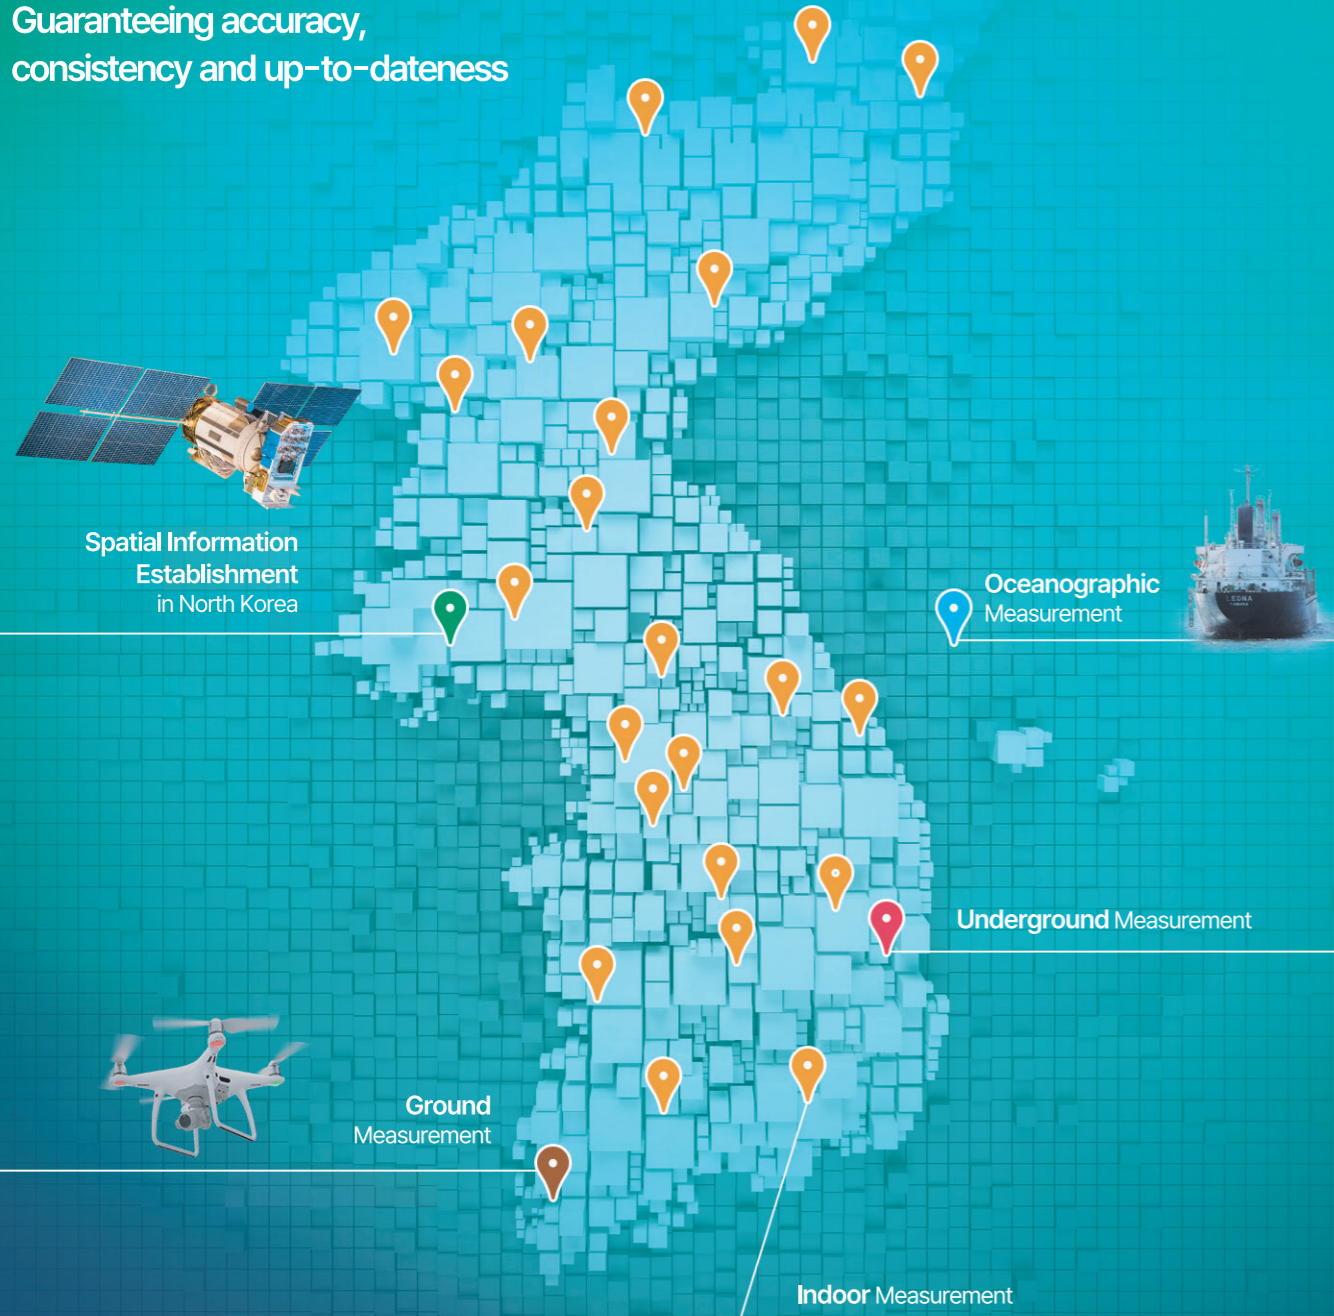 Guaranteeing accuracy,
consistency and up-to-dateness
Spatial Information
Establishment
in North Korea
Oceanographic
Measurement
LEONA
Underground Measurement
Ground
Measurement
Indoor Measurement